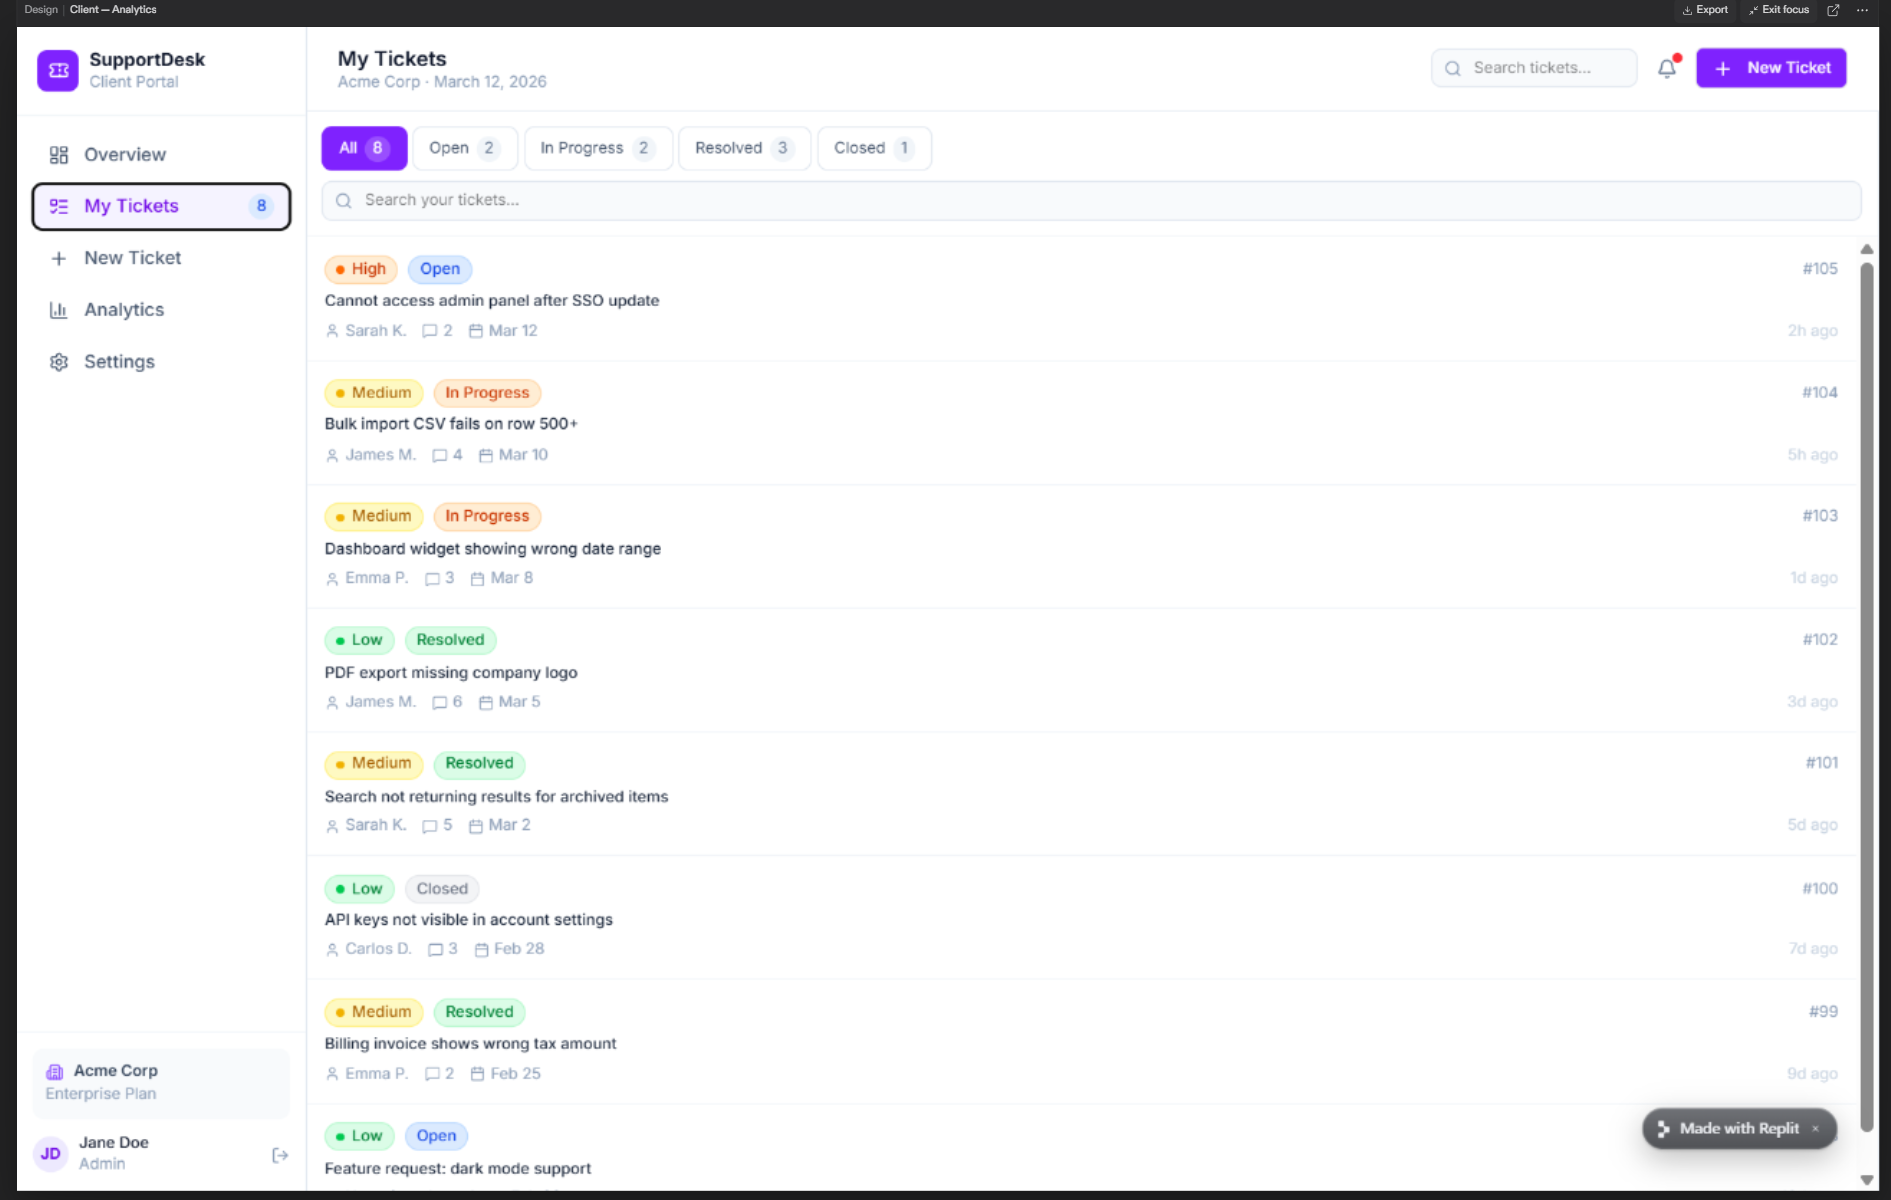 Design | Client — Analytics
Export
Exit focus
SupportDesk
Client Portal
Overview
My Tickets 8
New Ticket
Analytics
Settings
Acme Corp
Enterprise Plan
JD
Jane Doe
Admin
My Tickets
Acme Corp · March 12, 2026
Search tickets...
New Ticket
All 8
Open 2
In Progress 2
Resolved 3
Closed 1
Search your tickets...
High Open #105
Cannot access admin panel after SSO update
Sarah K. 2 Mar 12 2h ago
Medium In Progress #104
Bulk import CSV fails on row 500+
James M. 4 Mar 10 5h ago
Medium In Progress #103
Dashboard widget showing wrong date range
Emma P. 3 Mar 8 1d ago
Low Resolved #102
PDF export missing company logo
James M. 6 Mar 5 3d ago
Medium Resolved #101
Search not returning results for archived items
Sarah K. 5 Mar 2 5d ago
Low Closed #100
API keys not visible in account settings
Carlos D. 3 Feb 28 7d ago
Medium Resolved #99
Billing invoice shows wrong tax amount
Emma P. 2 Feb 25 9d ago
Low Open
Feature request: dark mode support
Made with Replit ×